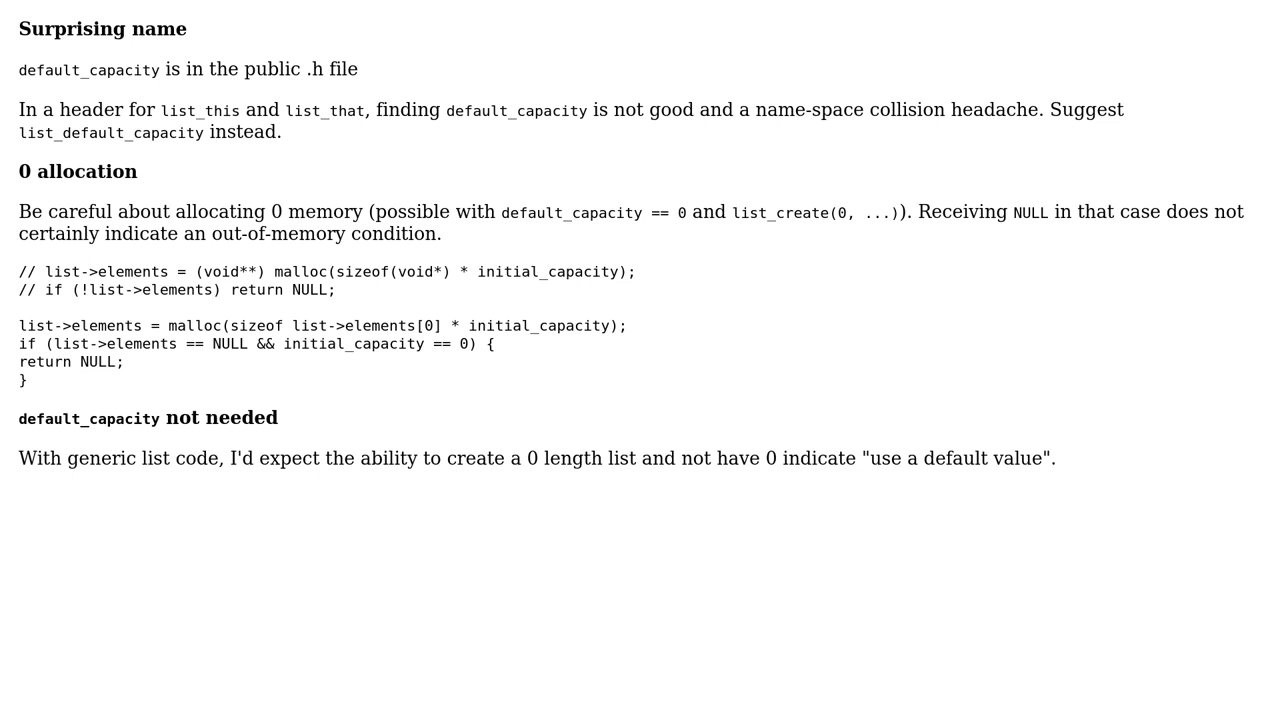 Surprising name
default_capacity is in the public .h file
In a header for list_this and list_that, finding default_capacity is not good and a name-space collision headache. Suggest
list_default_capacity instead.
0 allocation
Be careful about allocating 0 memory (possible with default_capacity == 0 and list_create(0, ...)). Receiving NULL in that case does not
certainly indicate an out-of-memory condition.
// list->elements = (void**) malloc(sizeof(void*) * initial_capacity);
// if (!list->elements) return NULL;
list->elements = malloc(sizeof list->elements[0] * initial_capacity);
if (list->elements == NULL && initial_capacity == 0) {
return NULL;
}
default_capacity not needed
With generic list code, I'd expect the ability to create a 0 length list and not have 0 indicate "use a default value".